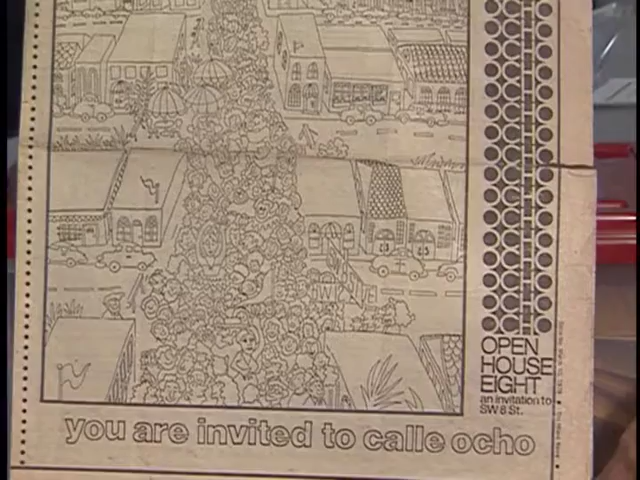 OPEN
HOUSE
EIGHT
an invitation to
SW 8 St.
you are invited to calle ocho